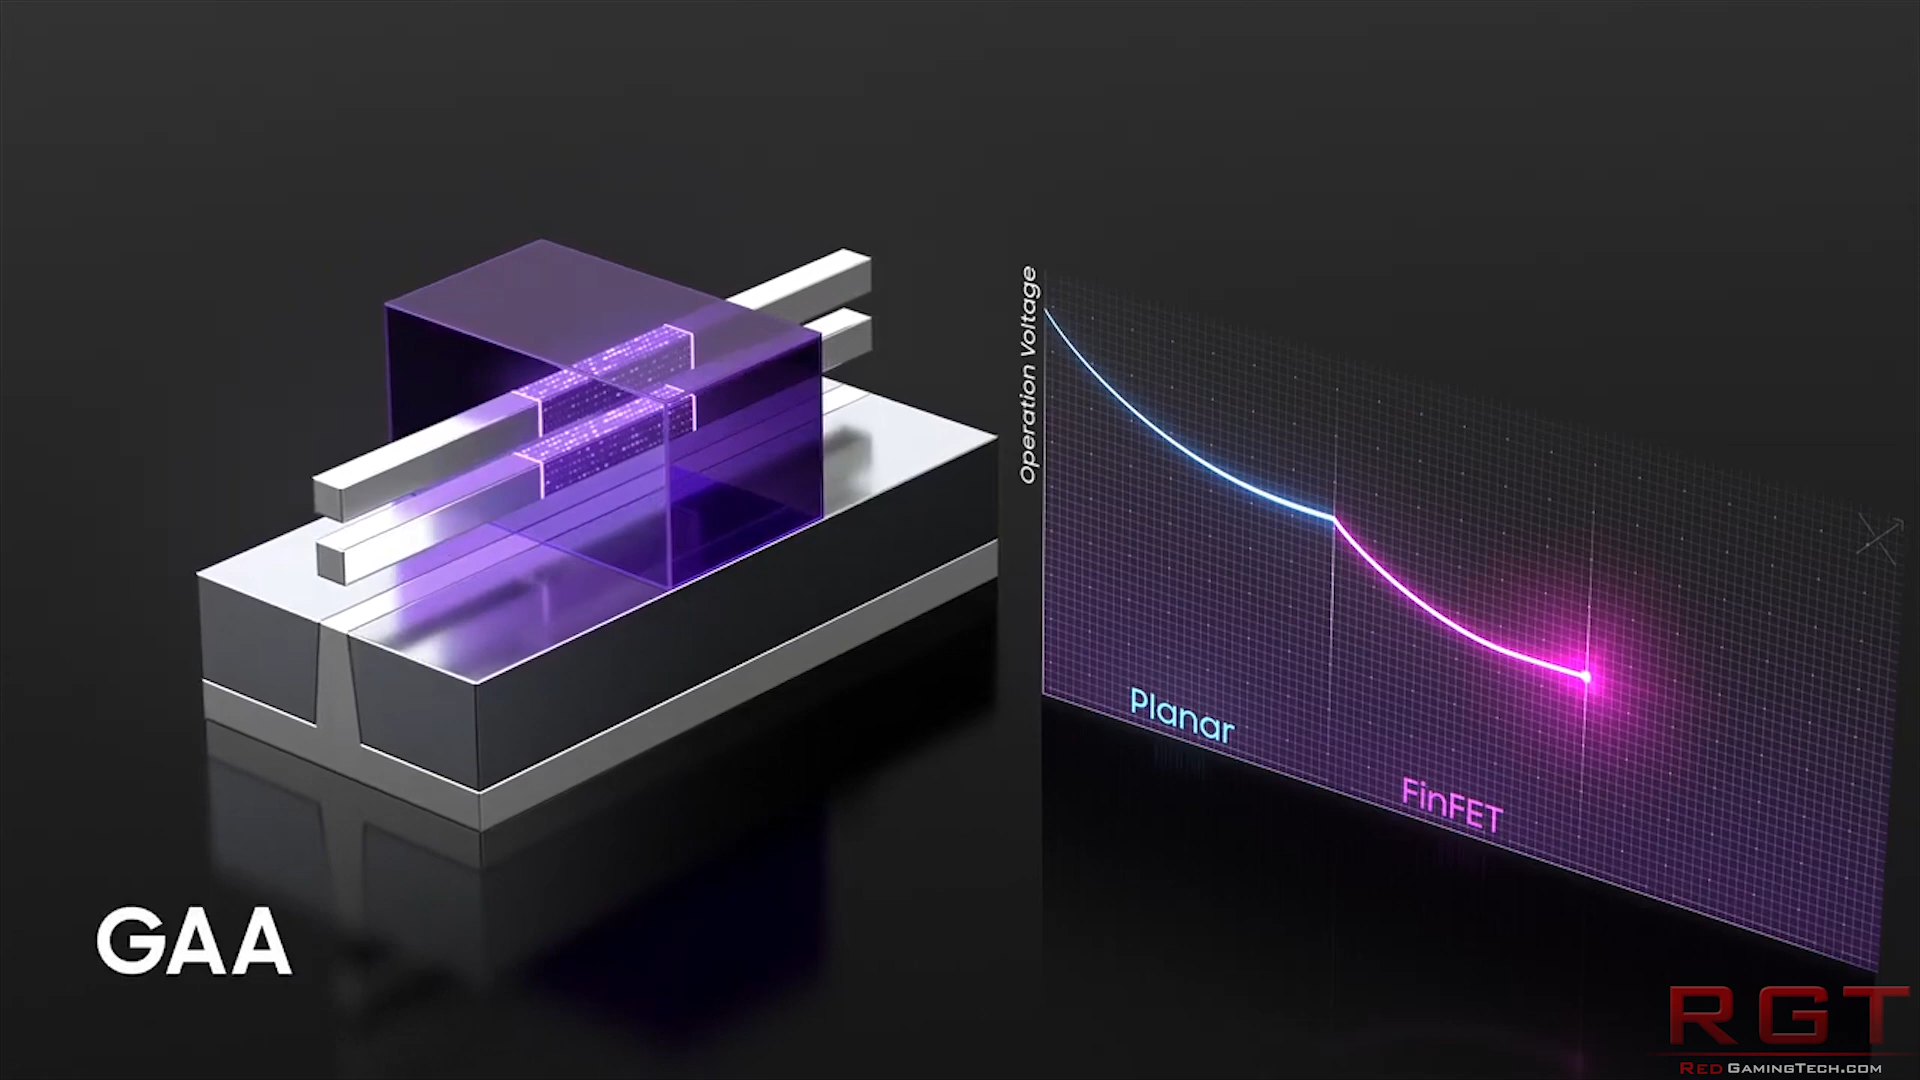 Operation Voltage
Planar
FinFET
GAA
RGT
RedGamingTech.com